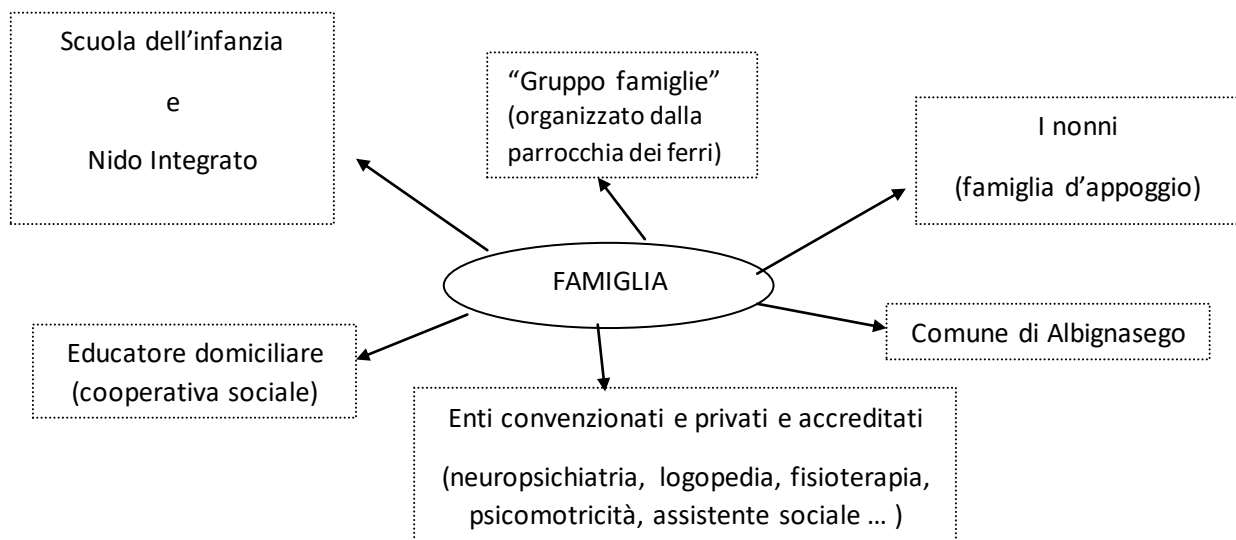 Scuola dell’infanzia
e
Nido Integrato
“Gruppo famiglie”
(organizzato dalla
parrocchia dei ferri)
I nonni
(famiglia d’appoggio)
FAMIGLIA
Educatore domiciliare
(cooperativa sociale)
Comune di Albignasego
Enti convenzionati e privati e accreditati
(neuropsichiatria, logopedia, fisioterapia,
psicomotricità, assistente sociale … )